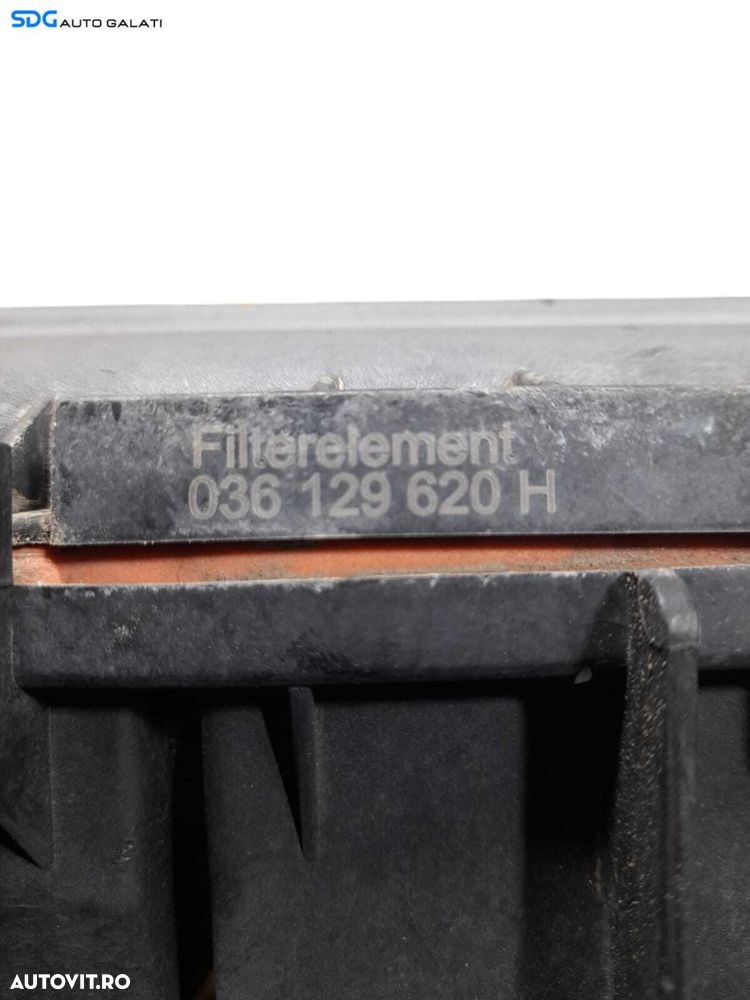 SDG AUTO GALATI
Filterelement
036 129 620 H
AUTOVIT.RO